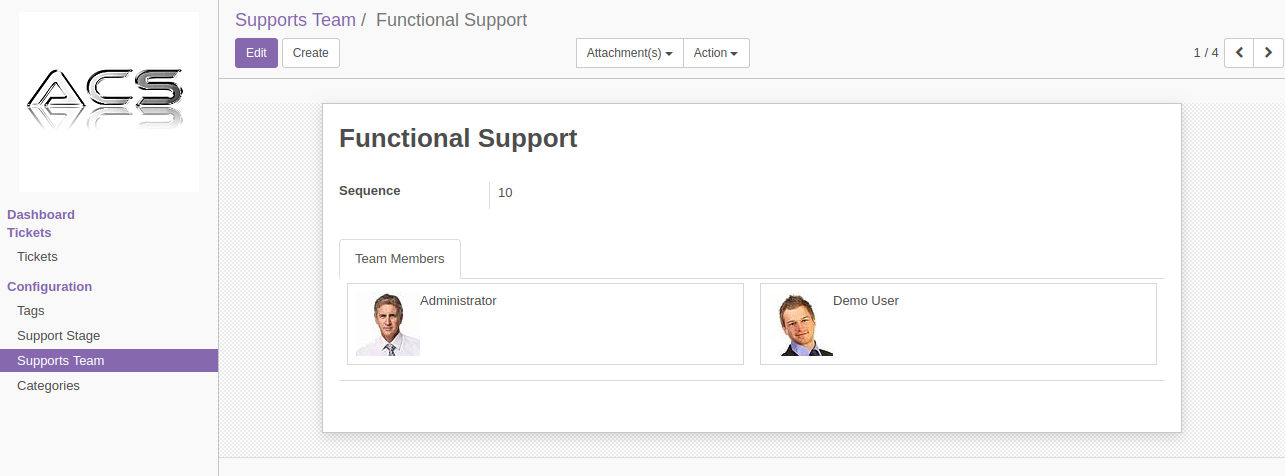 ACS
Dashboard
Tickets
Tickets
Configuration
Tags
Support Stage
Supports Team
Categories
Supports Team / Functional Support
Edit Create Attachment(s) Action 1 / 4
Functional Support
Sequence 10
Team Members
Administrator Demo User